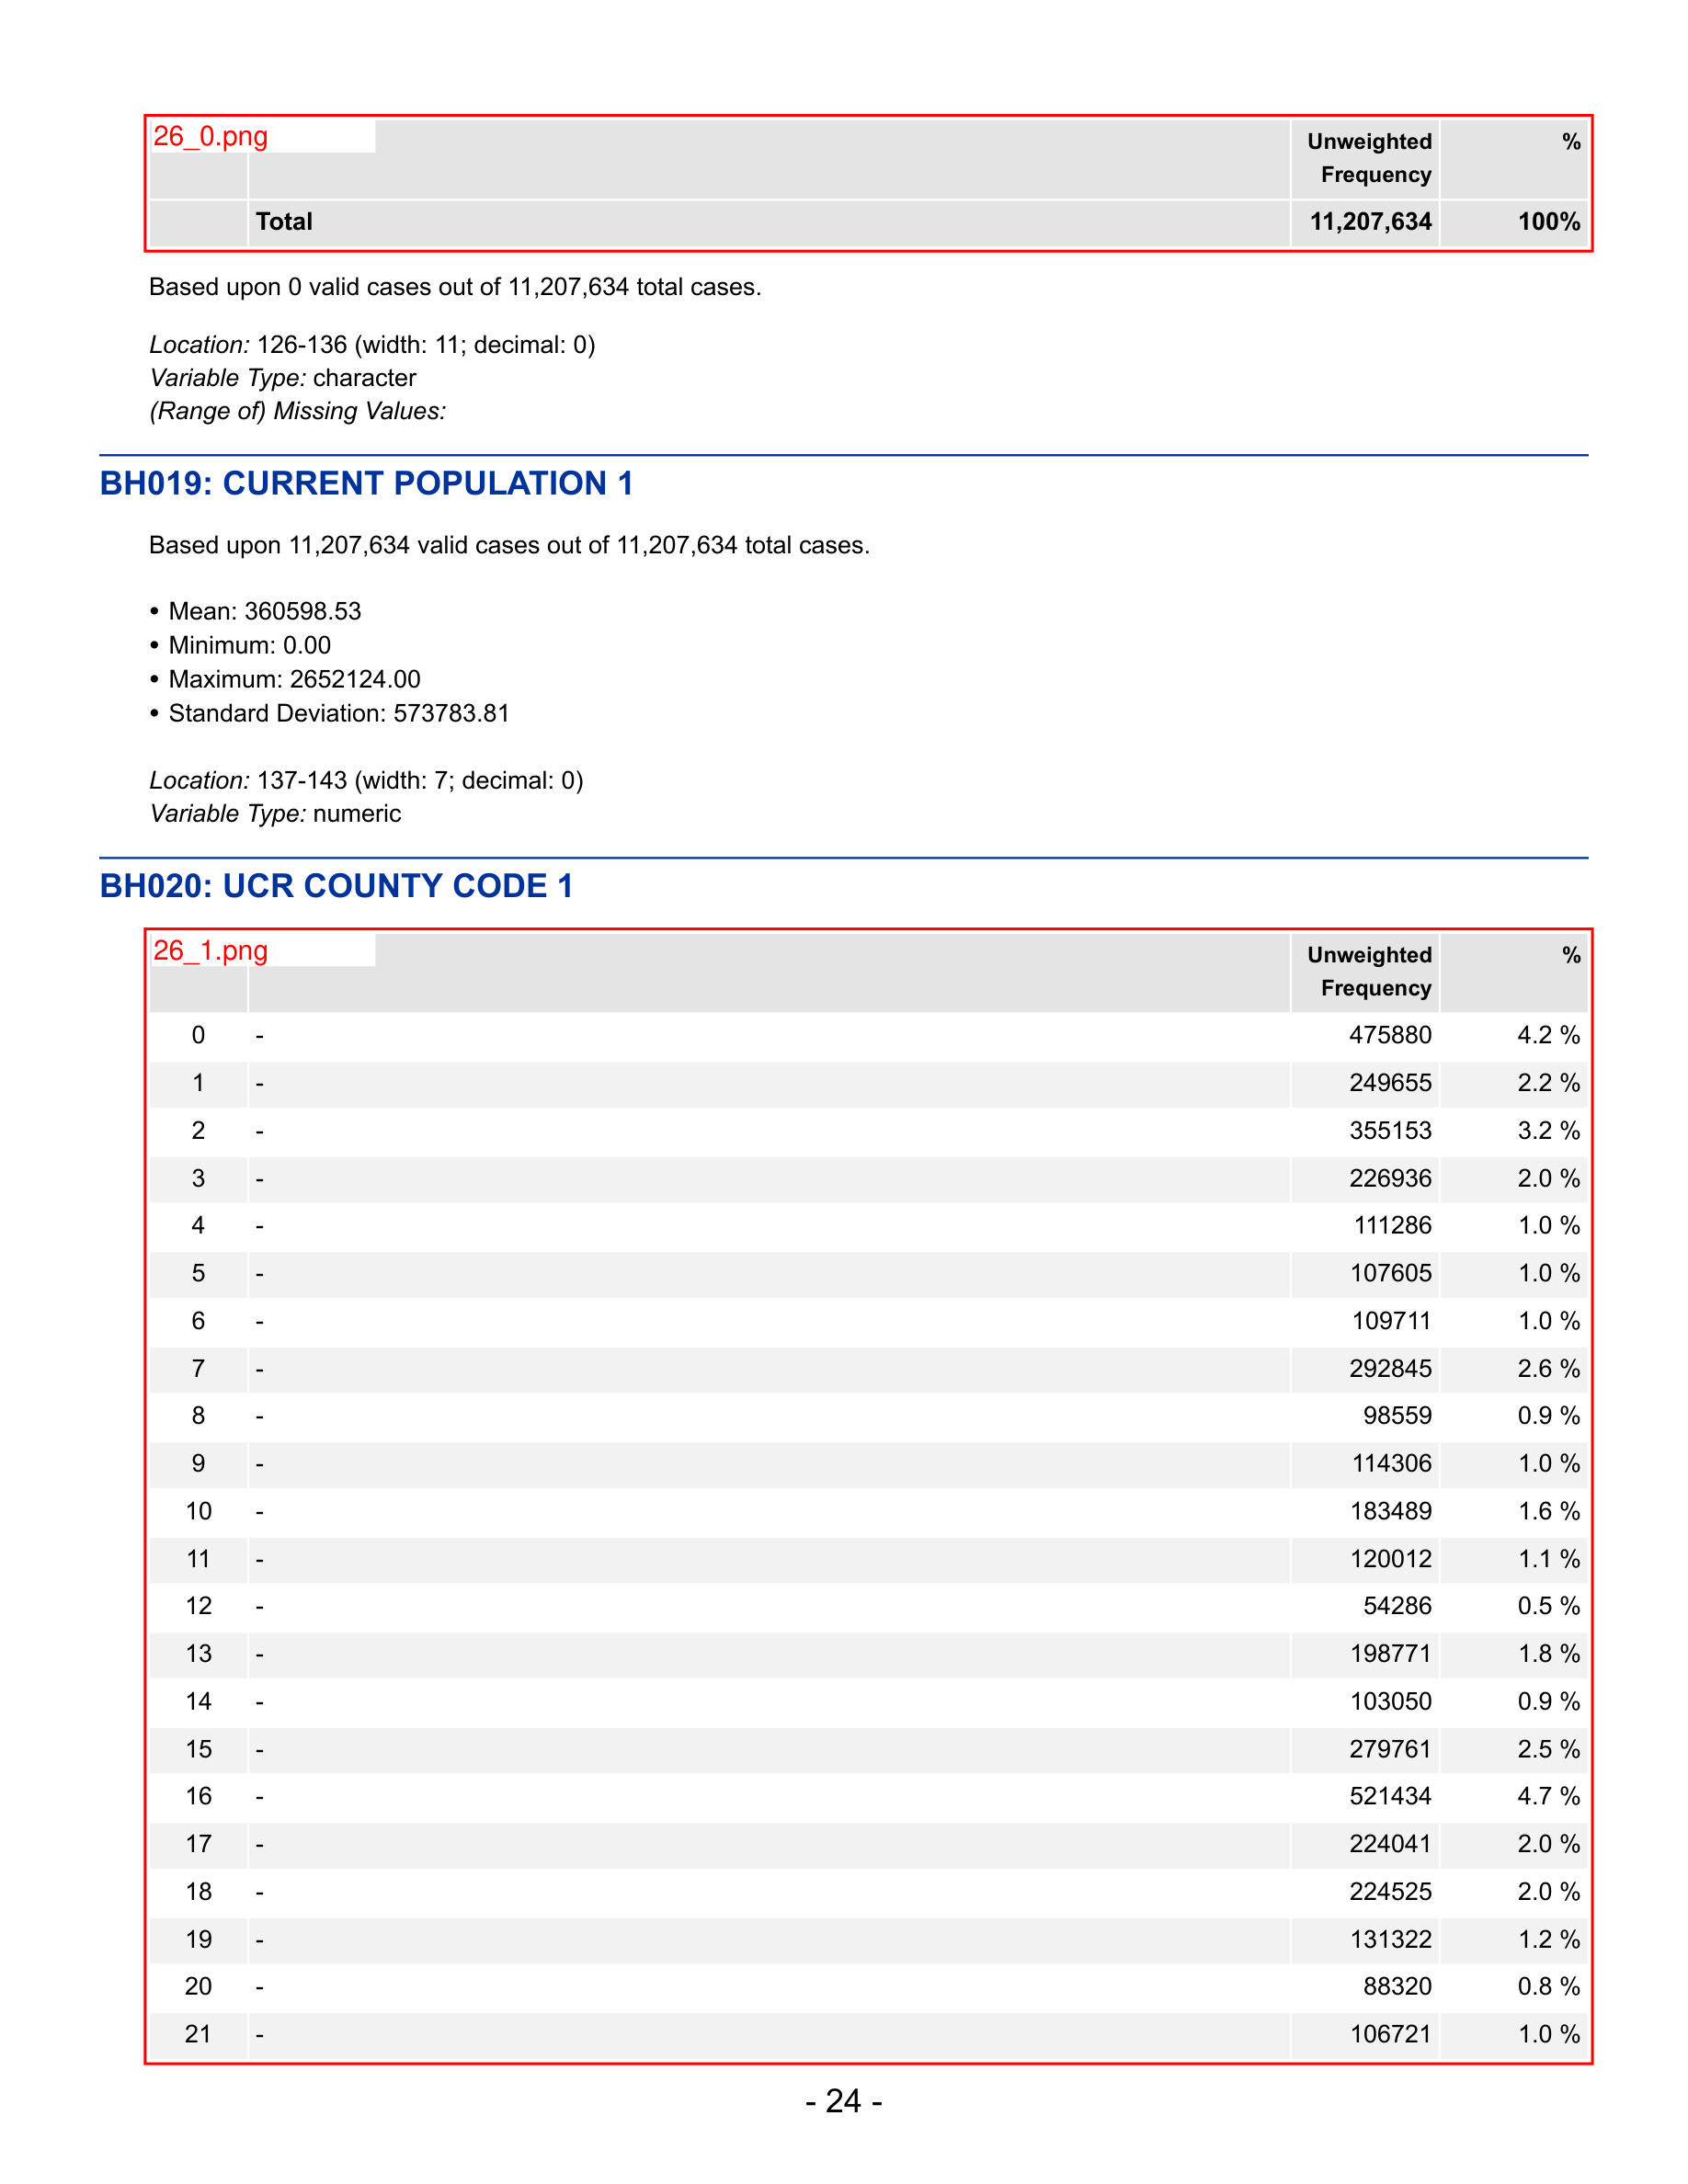 26_0.png
Unweighted Frequency %
Total 11,207,634 100%
Based upon 0 valid cases out of 11,207,634 total cases.
Location: 126-136 (width: 11; decimal: 0)
Variable Type: character
(Range of) Missing Values:
BH019: CURRENT POPULATION 1
Based upon 11,207,634 valid cases out of 11,207,634 total cases.
• Mean: 360598.53
• Minimum: 0.00
• Maximum: 2652124.00
• Standard Deviation: 573783.81
Location: 137-143 (width: 7; decimal: 0)
Variable Type: numeric
BH020: UCR COUNTY CODE 1
26_1.png
Unweighted Frequency %
0 - 475880 4.2 %
1 - 249655 2.2 %
2 - 355153 3.2 %
3 - 226936 2.0 %
4 - 111286 1.0 %
5 - 107605 1.0 %
6 - 109711 1.0 %
7 - 292845 2.6 %
8 - 98559 0.9 %
9 - 114306 1.0 %
10 - 183489 1.6 %
11 - 120012 1.1 %
12 - 54286 0.5 %
13 - 198771 1.8 %
14 - 103050 0.9 %
15 - 279761 2.5 %
16 - 521434 4.7 %
17 - 224041 2.0 %
18 - 224525 2.0 %
19 - 131322 1.2 %
20 - 88320 0.8 %
21 - 106721 1.0 %
- 24 -